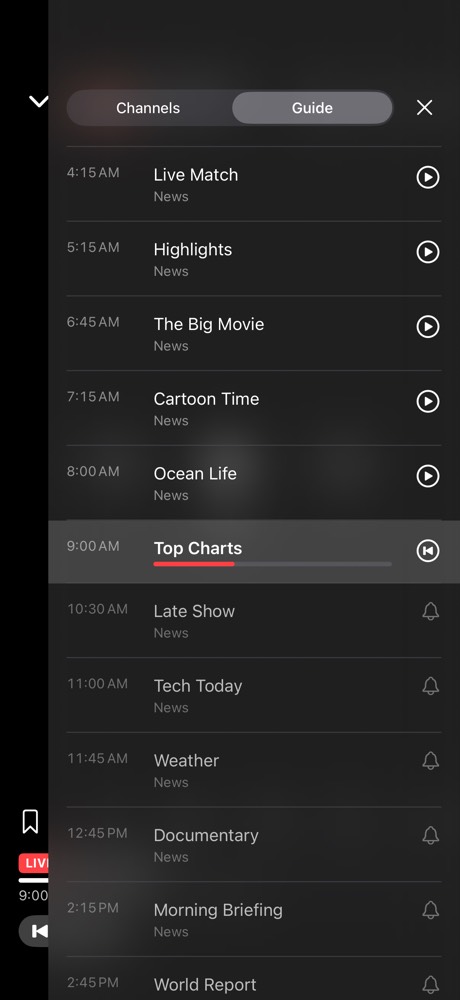 Channels
Guide
4:15 AM
Live Match
News
5:15 AM
Highlights
News
6:45 AM
The Big Movie
News
7:15 AM
Cartoon Time
News
8:00 AM
Ocean Life
News
9:00 AM
Top Charts
10:30 AM
Late Show
News
11:00 AM
Tech Today
News
11:45 AM
Weather
News
12:45 PM
Documentary
News
LIV
9:00
2:15 PM
Morning Briefing
News
2:45 PM
World Report